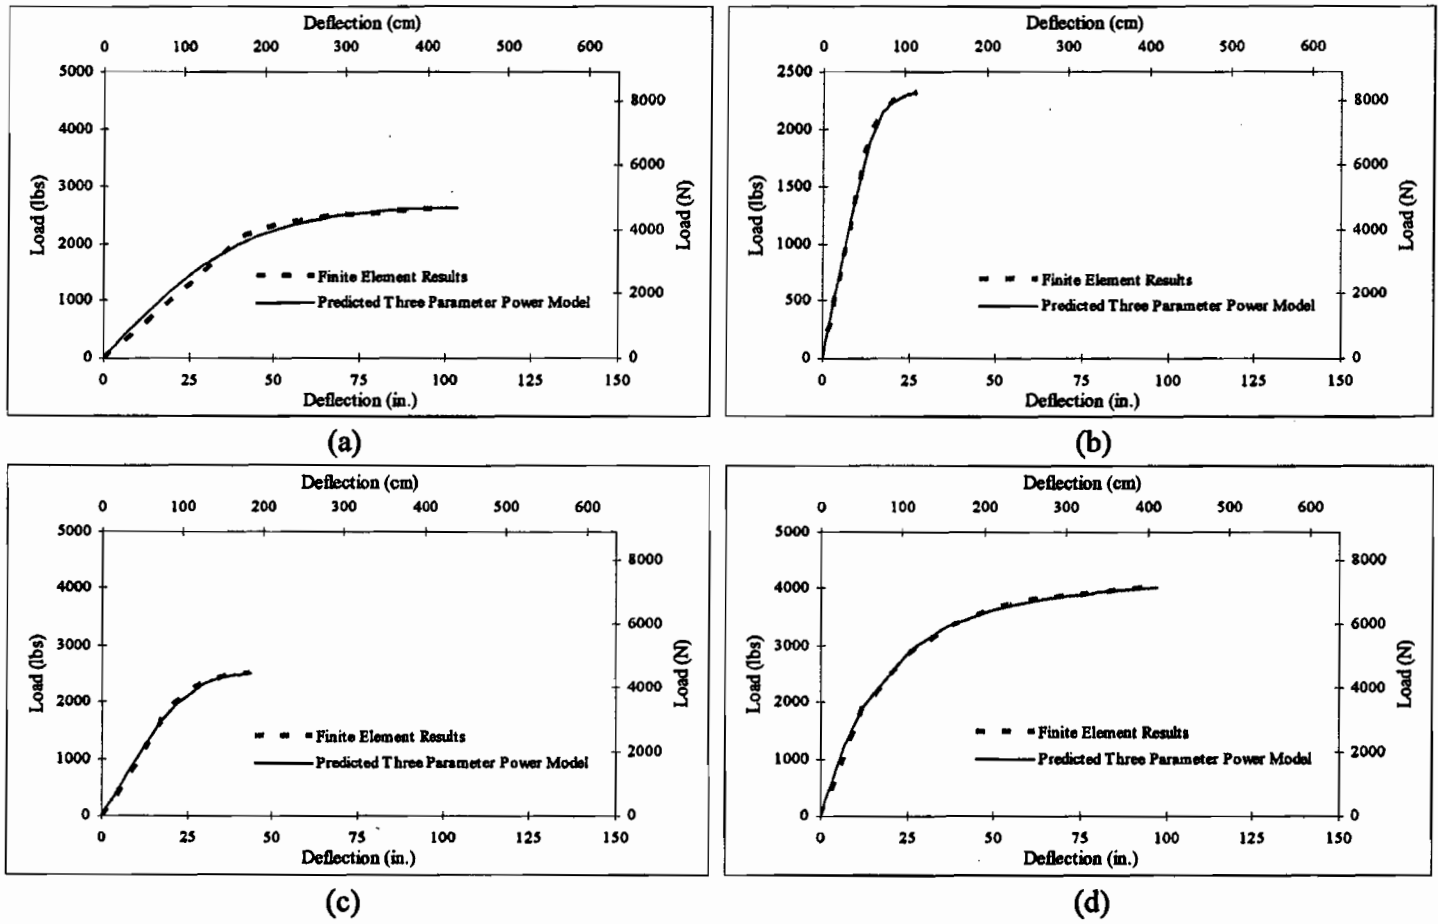 Deflection (cm)
0 100 200 300 400 500 600
5000
4000
3000
2000
1000
0
Load (lbs)
8000
6000
4000
2000
0
Load (N)
Finite Element Results
Predicted Three Parameter Power Model
0 25 50 75 100 125 150
Deflection (in.)
(a)
Deflection (cm)
0 100 200 300 400 500 600
2500
2000
1500
1000
500
0
Load (lbs)
8000
6000
4000
2000
0
Load (N)
Finite Element Results
Predicted Three Parameter Power Model
0 25 50 75 100 125 150
Deflection (in.)
(b)
Deflection (cm)
0 100 200 300 400 500 600
5000
4000
3000
2000
1000
0
Load (lbs)
8000
6000
4000
2000
0
Load (N)
Finite Element Results
Predicted Three Parameter Power Model
0 25 50 75 100 125 150
Deflection (in.)
(c)
Deflection (cm)
0 100 200 300 400 500 600
5000
4000
3000
2000
1000
0
Load (lbs)
8000
6000
4000
2000
0
Load (N)
Finite Element Results
Predicted Three Parameter Power Model
0 25 50 75 100 125 150
Deflection (in.)
(d)